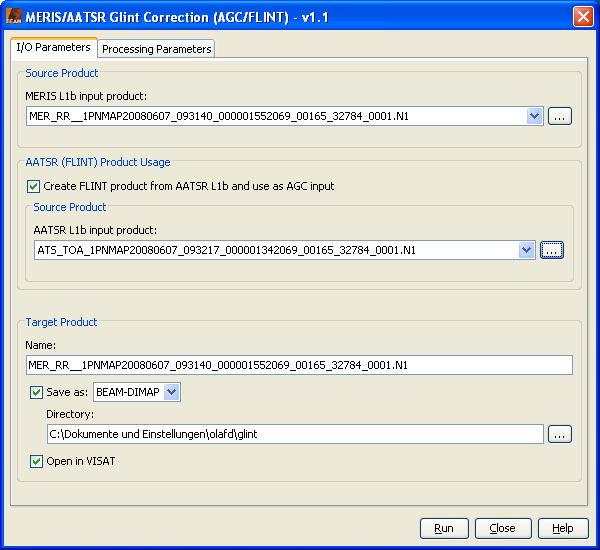 MERIS/AATSR Glint Correction (AGC/FLINT) - v1.1
I/O Parameters
Processing Parameters
Source Product
MERIS L1b input product:
MER_RR__1PNMAP20080607_093140_000001552069_00165_32784_0001.N1
...
AATSR (FLINT) Product Usage
Create FLINT product from AATSR L1b and use as AGC input
Source Product
AATSR L1b input product:
ATS_TOA_1PNMAP20080607_093217_000001342069_00165_32784_0001.N1
...
Target Product
Name:
MER_RR__1PNMAP20080607_093140_000001552069_00165_32784_0001.N1
Save as: BEAM-DIMAP
Directory:
C:\Dokumente und Einstellungen\olafd\glint
...
Open in VISAT
Run Close Help